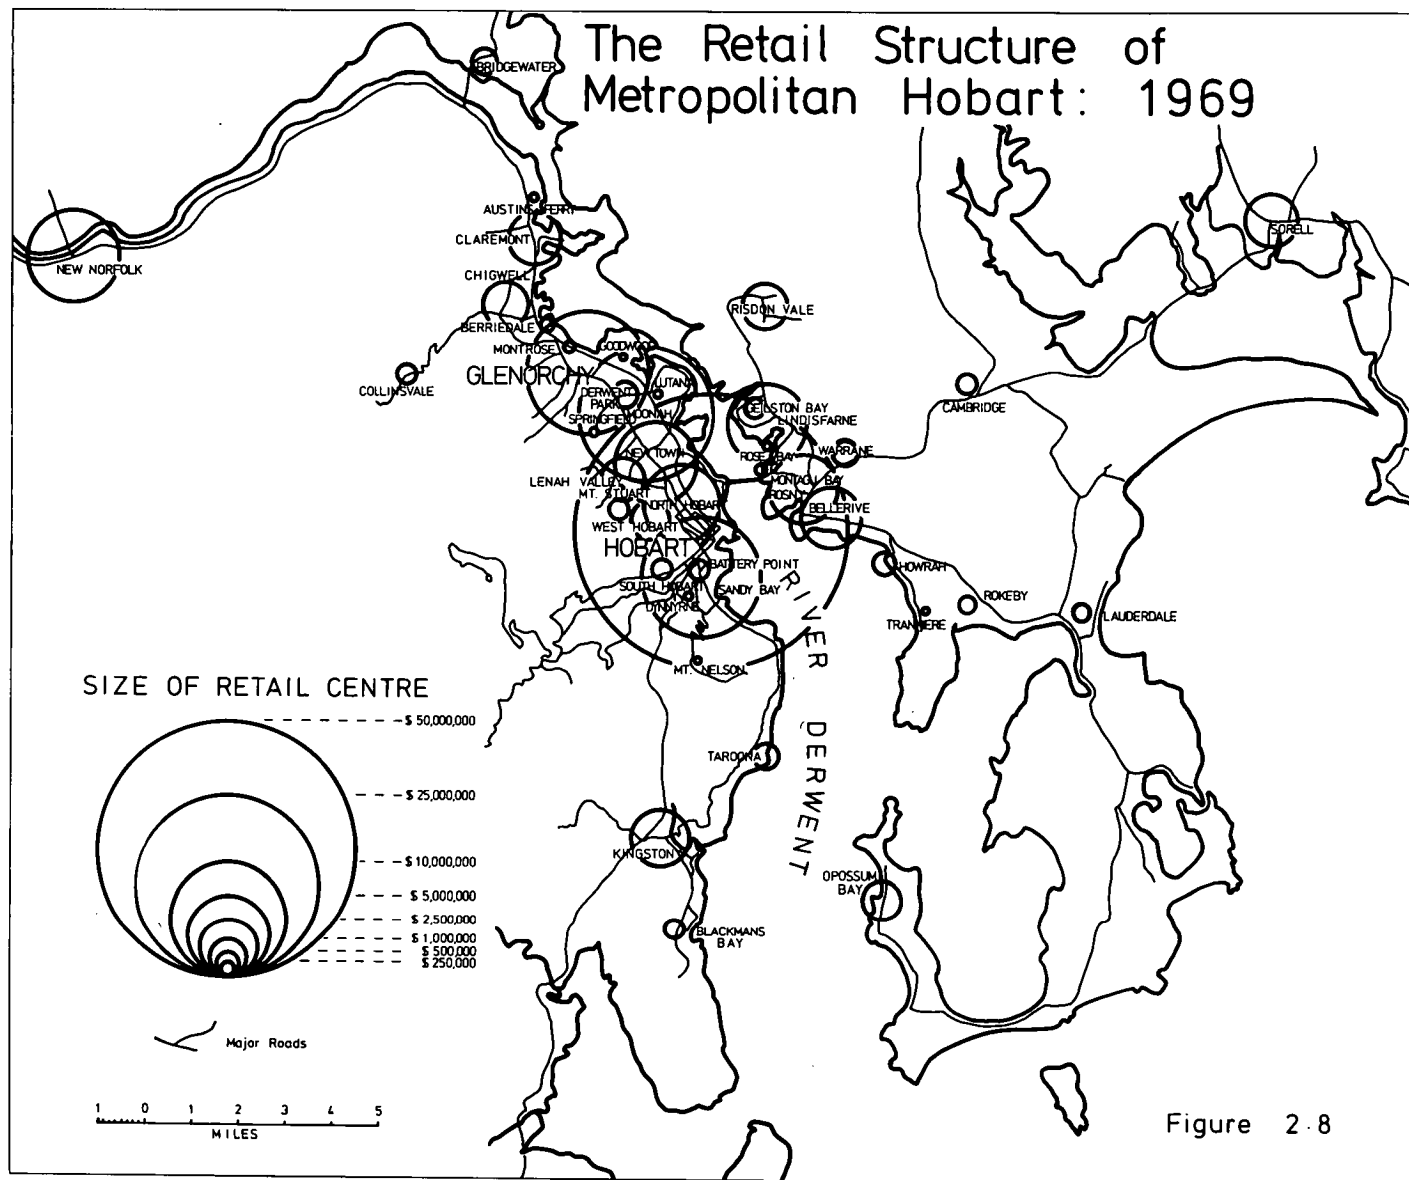 The Retail Structure of
Metropolitan Hobart: 1969
BRIDGEWATER
AUSTINS FERRY
CLAREMONT
SORELL
NEW NORFOLK
CHIGWELL
RISDON VALE
BERRIEDALE
MONTROSE
GOODWOOD
GLENORCHY
COLLINSVALE
LUTANA
DERWENT
PARK
CAMBRIDGE
MOONAH
SPRINGFIELD
GEILSTON BAY
LINDISFARNE
NEW TOWN
ROSE BAY
WARRANE
LENAH VALLEY
MONTAGU BAY
MT. STUART
ROSNY
NORTH HOBART
BELLERIVE
WEST HOBART
HOBART
BATTERY POINT
HOWRAH
SOUTH HOBART
SANDY BAY
DYNNYRNE
RIVER DERWENT
TRANMERE
ROKEBY
LAUDERDALE
MT. NELSON
TAROONA
KINGSTON
OPOSSUM
BAY
BLACKMANS
BAY
SIZE OF RETAIL CENTRE
$ 50,000,000
$ 25,000,000
$ 10,000,000
$ 5,000,000
$ 2,500,000
$ 1,000,000
$ 500,000
$ 250,000
Major Roads
1 0 1 2 3 4 5
MILES
Figure 2.8